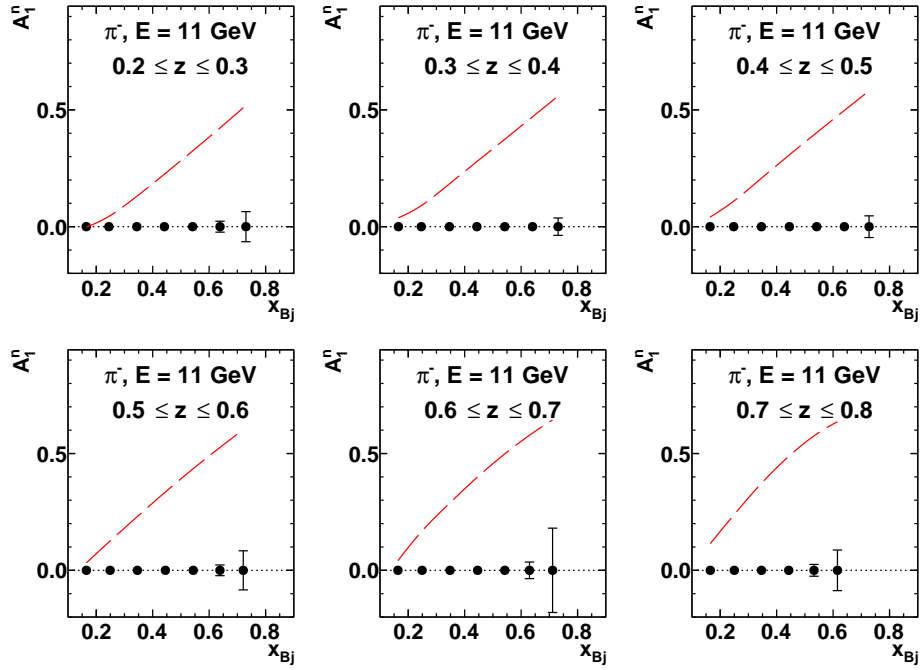 A₁ⁿ
π⁻, E = 11 GeV
0.2 ≤ z ≤ 0.3
0.5
0.0
0.2 0.4 0.6 0.8
x_Bj
A₁ⁿ
π⁻, E = 11 GeV
0.3 ≤ z ≤ 0.4
0.5
0.0
0.2 0.4 0.6 0.8
x_Bj
A₁ⁿ
π⁻, E = 11 GeV
0.4 ≤ z ≤ 0.5
0.5
0.0
0.2 0.4 0.6 0.8
x_Bj
A₁ⁿ
π⁻, E = 11 GeV
0.5 ≤ z ≤ 0.6
0.5
0.0
0.2 0.4 0.6 0.8
x_Bj
A₁ⁿ
π⁻, E = 11 GeV
0.6 ≤ z ≤ 0.7
0.5
0.0
0.2 0.4 0.6 0.8
x_Bj
A₁ⁿ
π⁻, E = 11 GeV
0.7 ≤ z ≤ 0.8
0.5
0.0
0.2 0.4 0.6 0.8
x_Bj